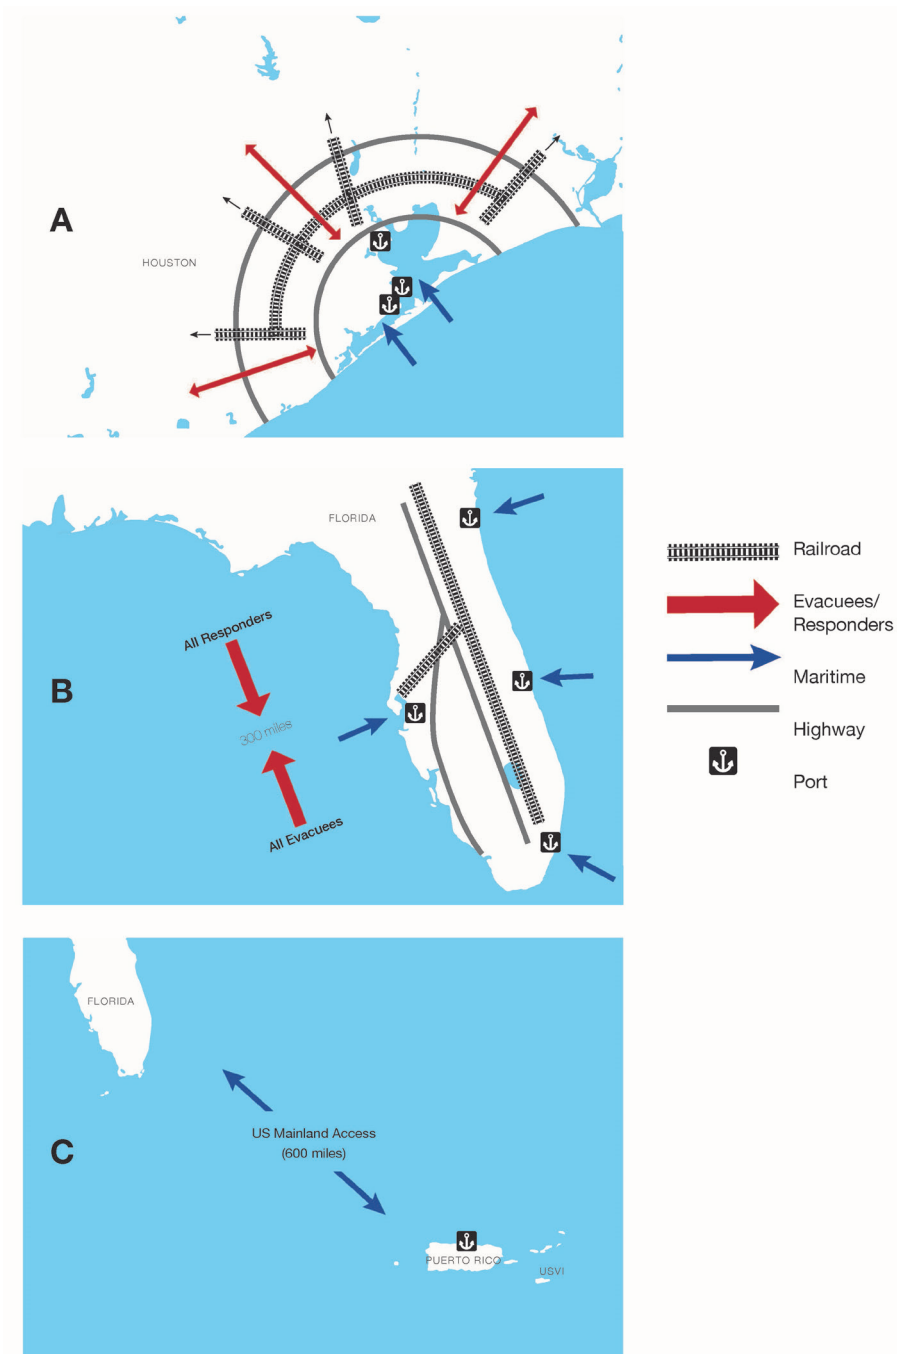 A
HOUSTON
FLORIDA
All Responders
B
300 miles
All Evacuees
Railroad
Evacuees/
Responders
Maritime
Highway
Port
FLORIDA
US Mainland Access
(600 miles)
C
PUERTO RICO
USVI